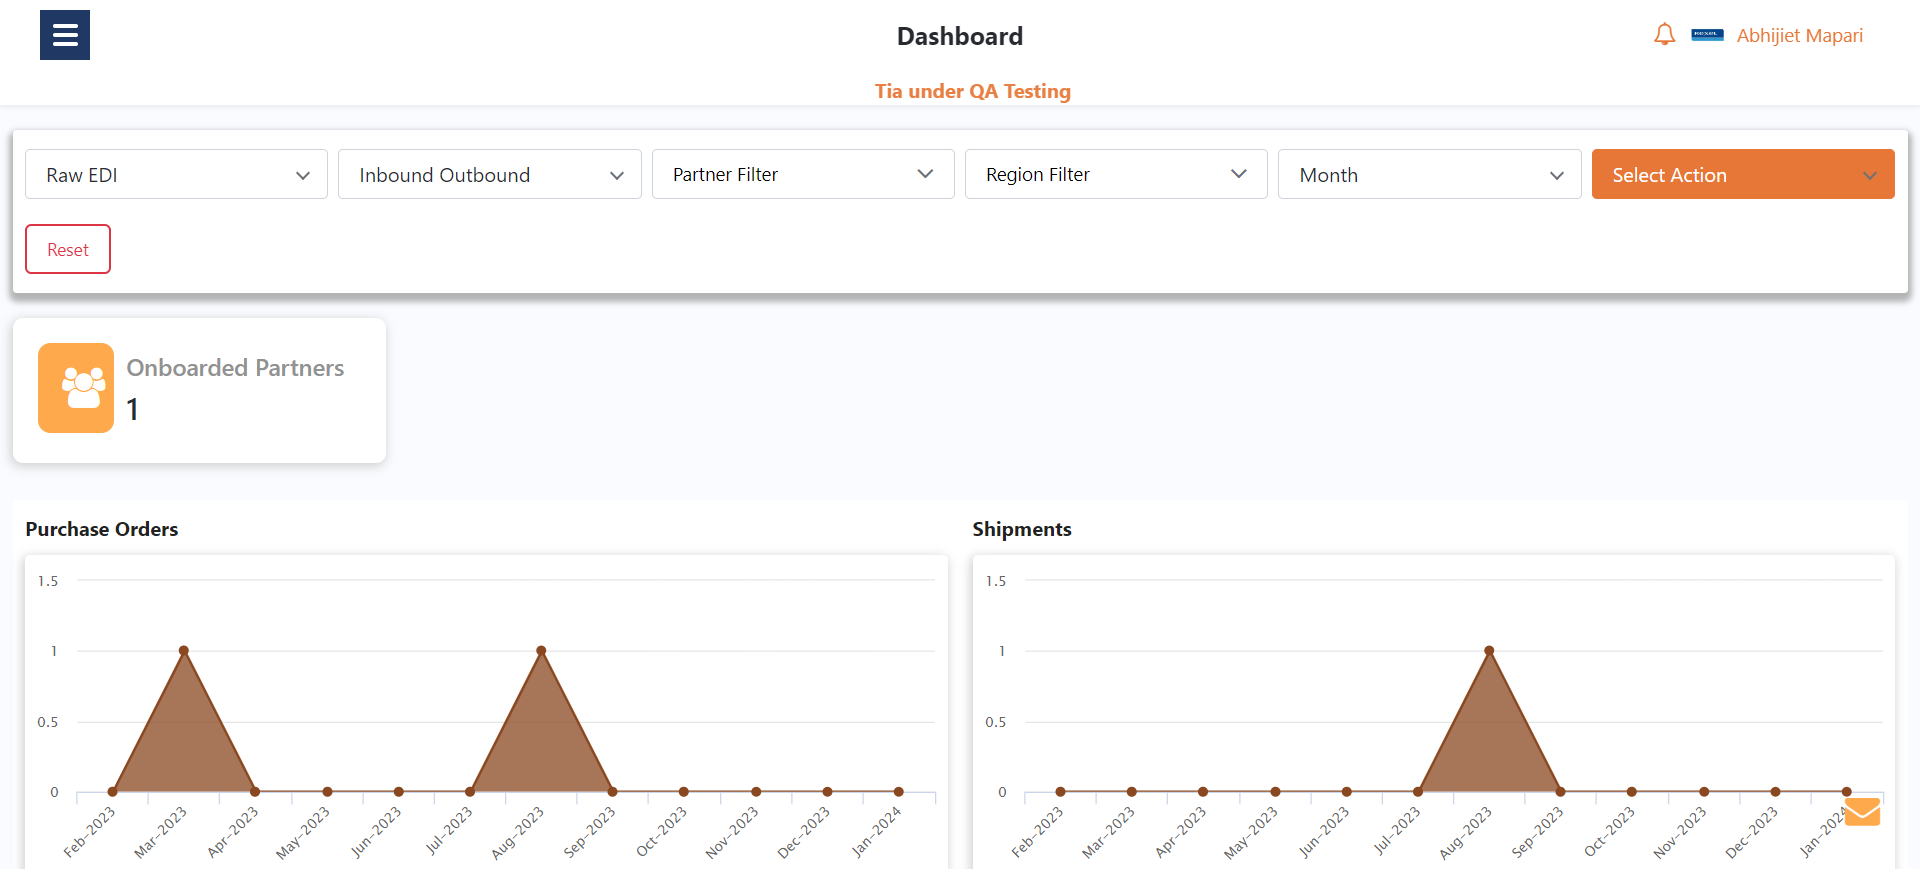 Dashboard
Abhijiet Mapari
Tia under QA Testing
Raw EDI
Inbound Outbound
Partner Filter
Region Filter
Month
Select Action
Reset
Onboarded Partners
1
Purchase Orders
1.5
1
0.5
0
Feb-2023
Mar-2023
Apr-2023
May-2023
Jun-2023
Jul-2023
Aug-2023
Sep-2023
Oct-2023
Nov-2023
Dec-2023
Jan-2024
Shipments
1.5
1
0.5
0
Feb-2023
Mar-2023
Apr-2023
May-2023
Jun-2023
Jul-2023
Aug-2023
Sep-2023
Oct-2023
Nov-2023
Dec-2023
Jan-2024